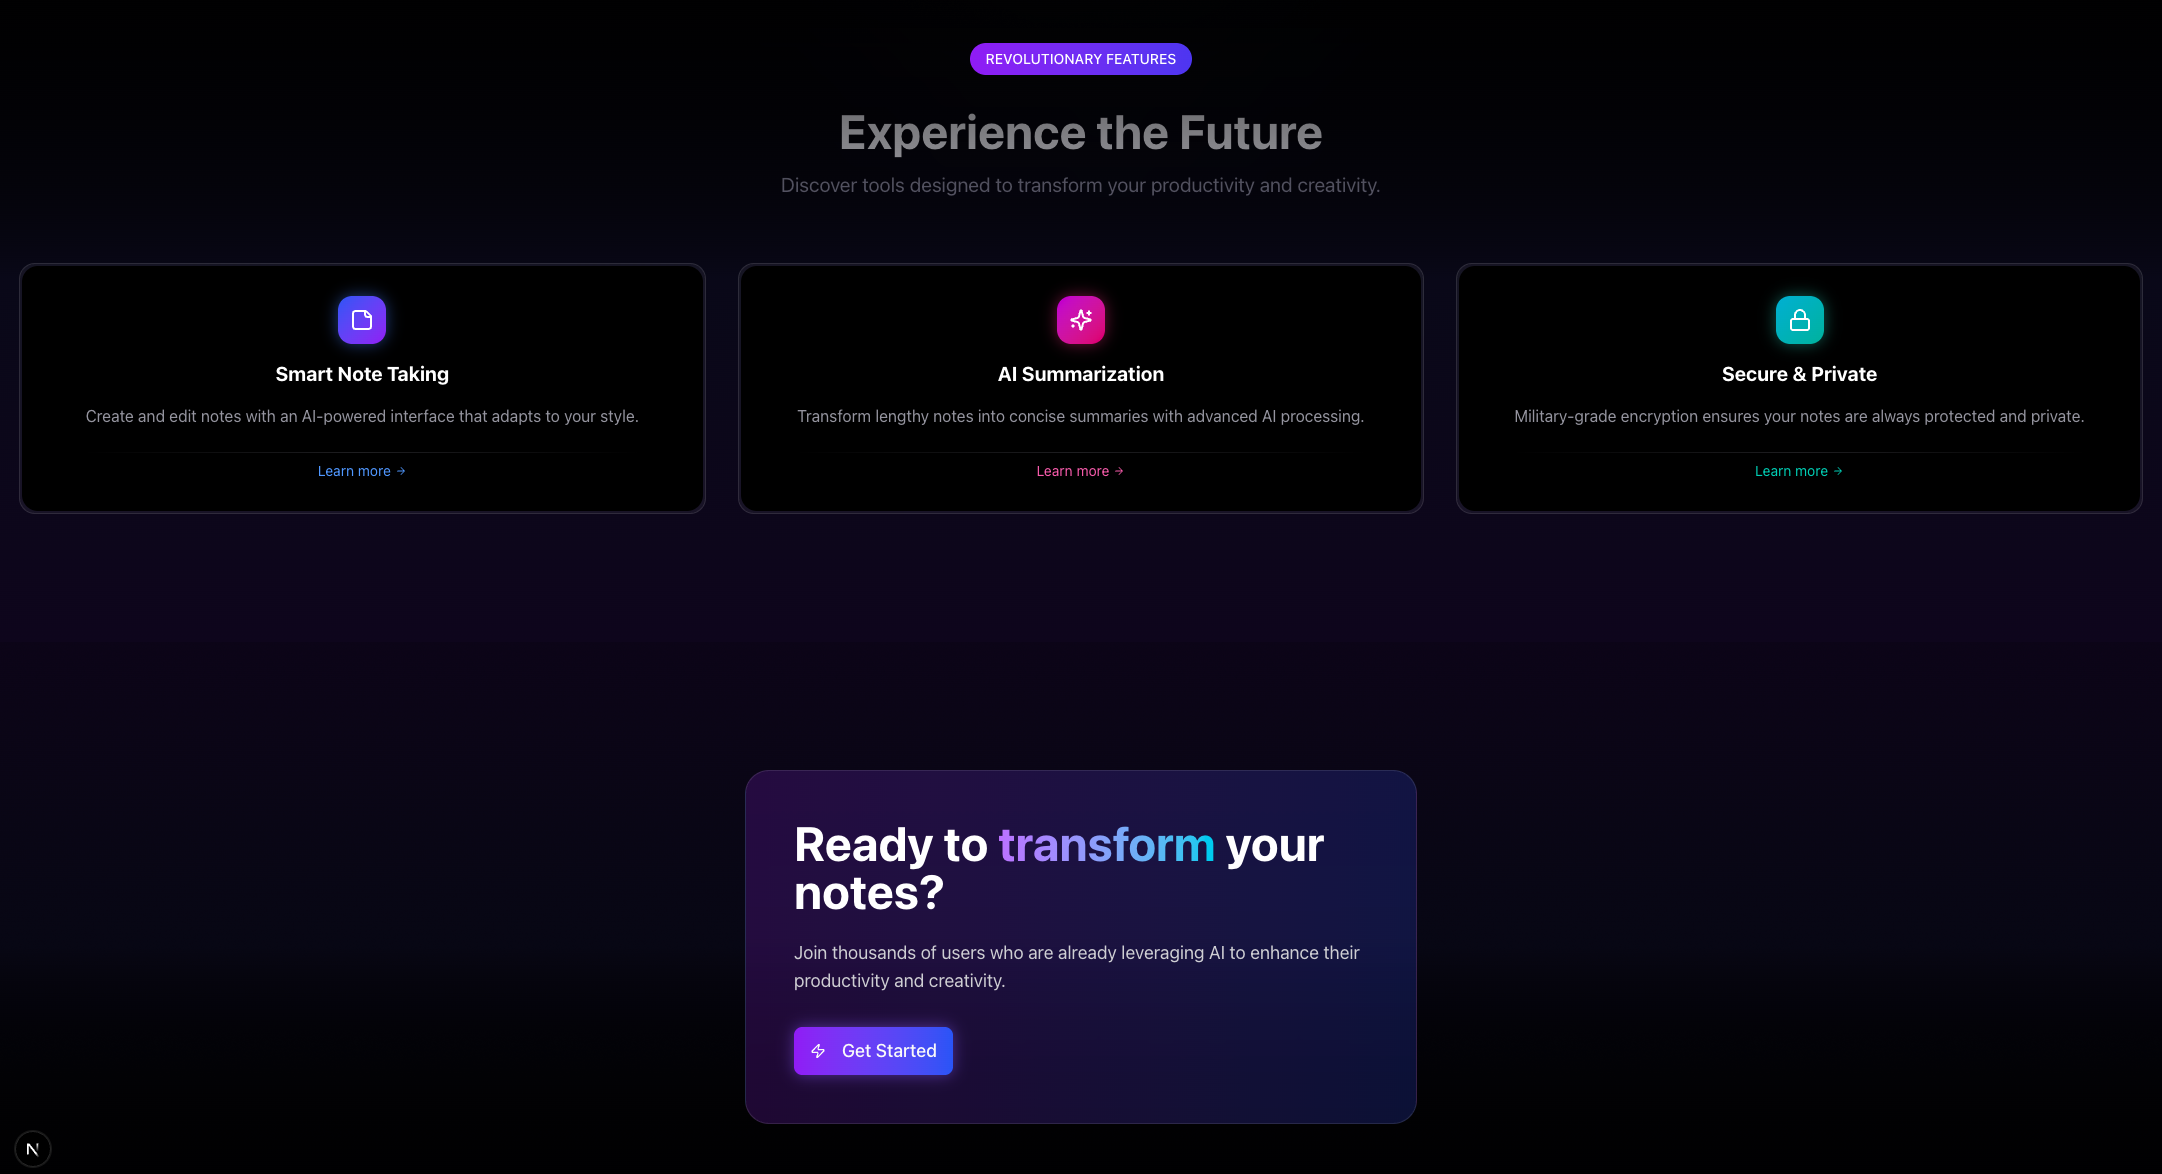 REVOLUTIONARY FEATURES
Experience the Future
Discover tools designed to transform your productivity and creativity.
Smart Note Taking
Create and edit notes with an AI-powered interface that adapts to your style.
Learn more →
AI Summarization
Transform lengthy notes into concise summaries with advanced AI processing.
Learn more →
Secure & Private
Military-grade encryption ensures your notes are always protected and private.
Learn more →
Ready to transform your
notes?
Join thousands of users who are already leveraging AI to enhance their
productivity and creativity.
Get Started
N